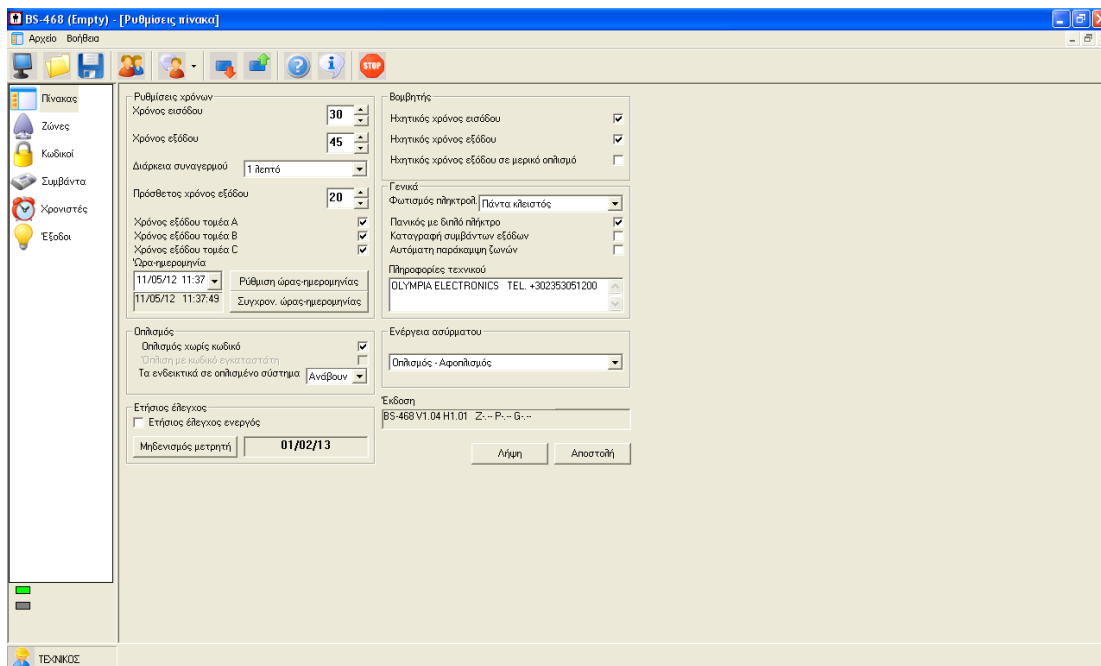 BS-468 (Empty) - [Ρυθμίσεις πίνακα]
Αρχείο Βοήθεια
STOP
Πίνακας
Ζώνες
Κωδικοί
Συμβάντα
Χρονιστές
Έξοδοι
Ρυθμίσεις χρόνων
Χρόνος εισόδου 30
Χρόνος εξόδου 45
Διάρκεια συναγερμού 1 λεπτό
Πρόσθετος χρόνος εξόδου 20
Χρόνος εξόδου τομέα A
Χρόνος εξόδου τομέα B
Χρόνος εξόδου τομέα C
Ώρα-ημερομηνία
11/05/12 11:37 Ρύθμιση ώρας-ημερομηνίας
11/05/12 11:37:49 Συγχρον. ώρας-ημερομηνίας
Οπλισμός
Οπλισμός χωρίς κωδικό
Όπλιση με κωδικό εγκαταστάτη
Τα ενδεικτικά σε οπλισμένο σύστημα Ανάβουν
Ετήσιος έλεγχος
Ετήσιος έλεγχος ενεργός
Μηδενισμός μετρητή 01/02/13
Βομβητής
Ηχητικός χρόνος εισόδου
Ηχητικός χρόνος εξόδου
Ηχητικός χρόνος εξόδου σε μερικό οπλισμό
Γενικά
Φωτισμός πληκτρολ. Πάντα κλειστός
Πανικός με διπλό πλήκτρο
Καταγραφή συμβάντων εξόδων
Αυτόματη παράκαμψη ζωνών
Πληροφορίες τεχνικού
OLYMPIA ELECTRONICS TEL. +302353051200
Ενέργεια ασύρματου
Οπλισμός - Αφοπλισμός
Έκδοση
BS-468 V1.04 H1.01 Z-.-- P-.-- G-.--
Λήψη Αποστολή
ΤΕΧΝΙΚΟΣ